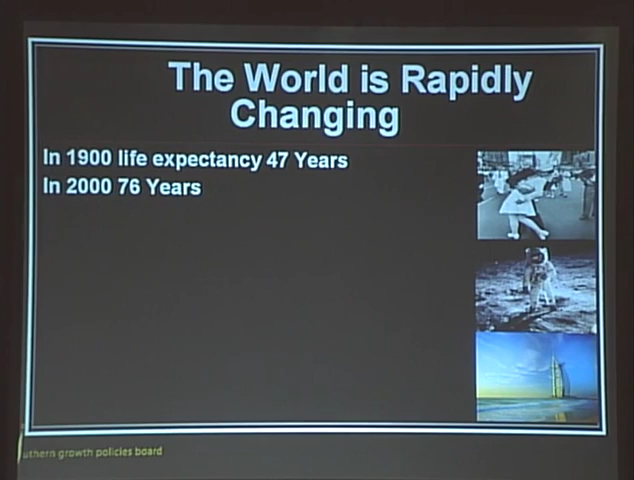 The World is Rapidly
Changing
In 1900 life expectancy 47 Years
In 2000 76 Years
uthern growth policies board